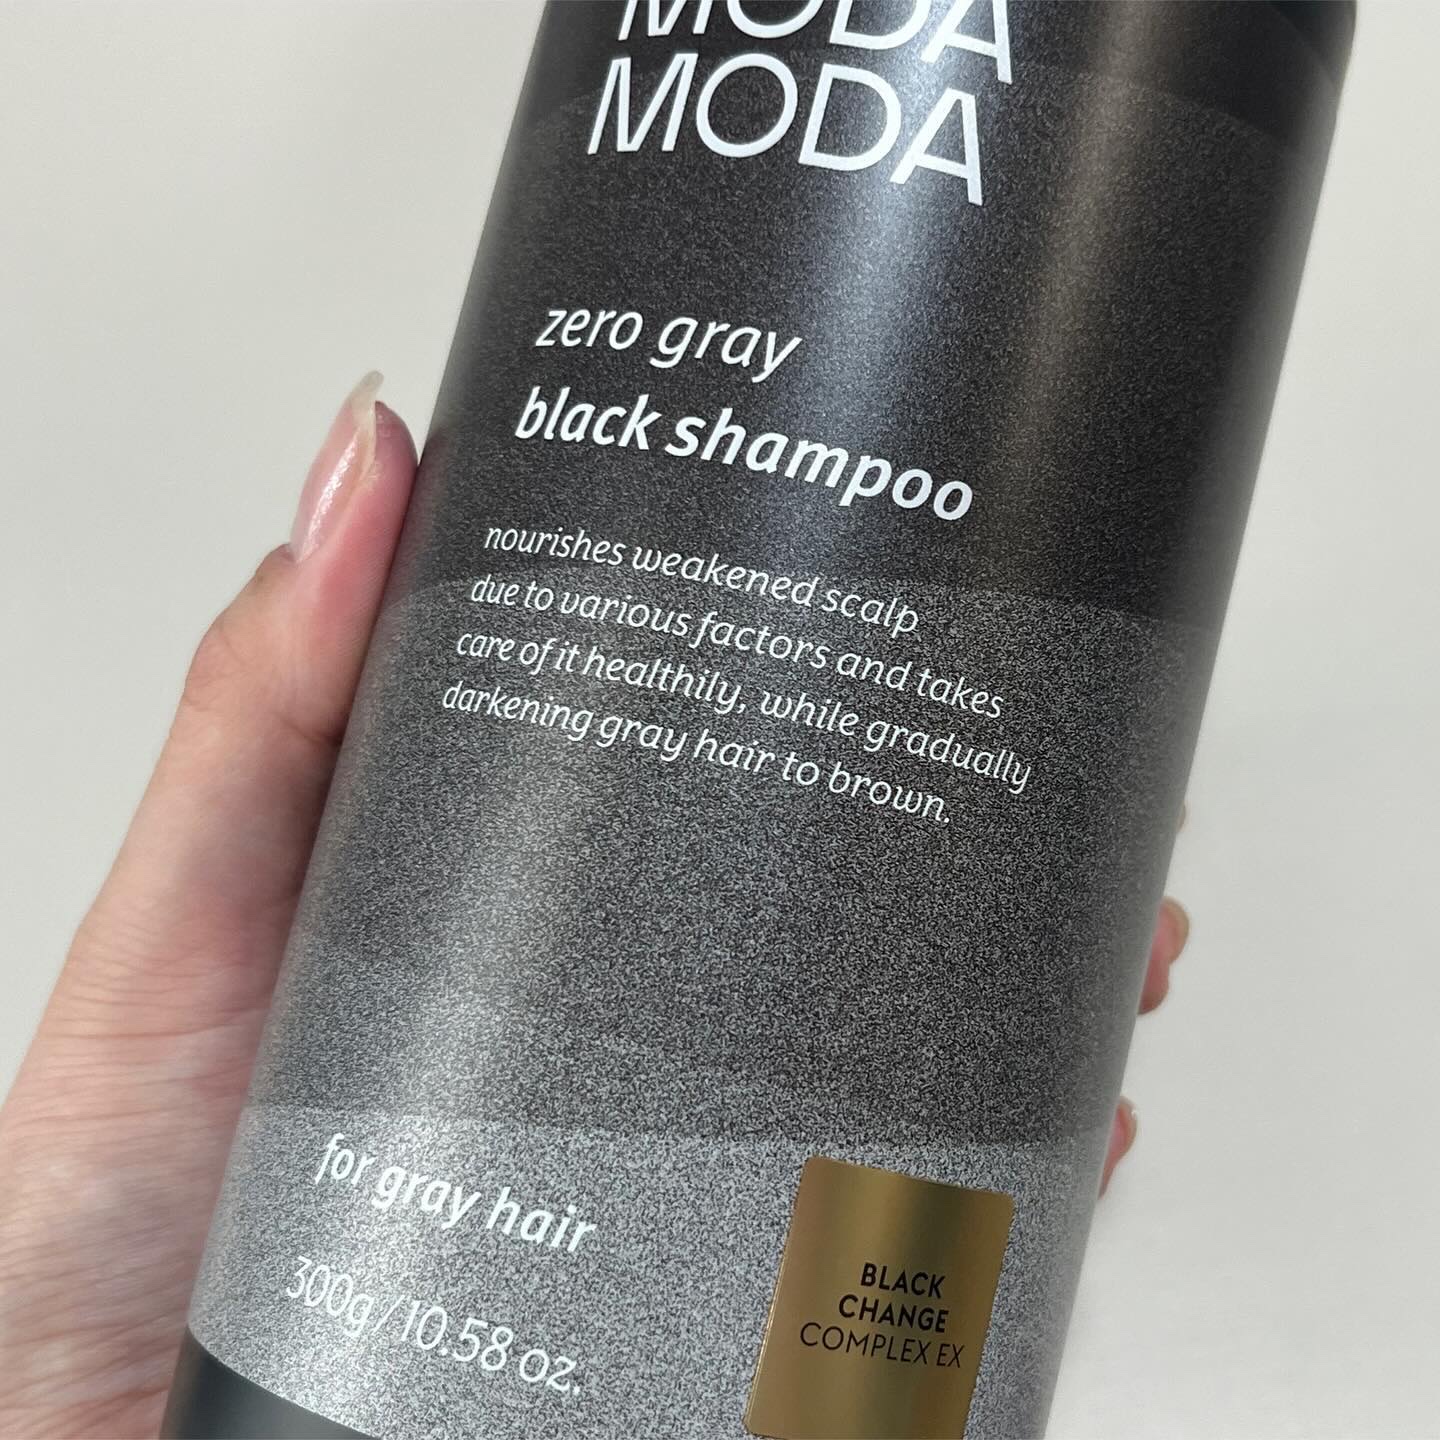 MODA
MODA
zero gray
black shampoo
nourishes weakened scalp
due to various factors and takes
care of it healthily, while gradually
darkening gray hair to brown.
for gray hair
300g/10.58 oz.
BLACK
CHANGE
COMPLEX EX